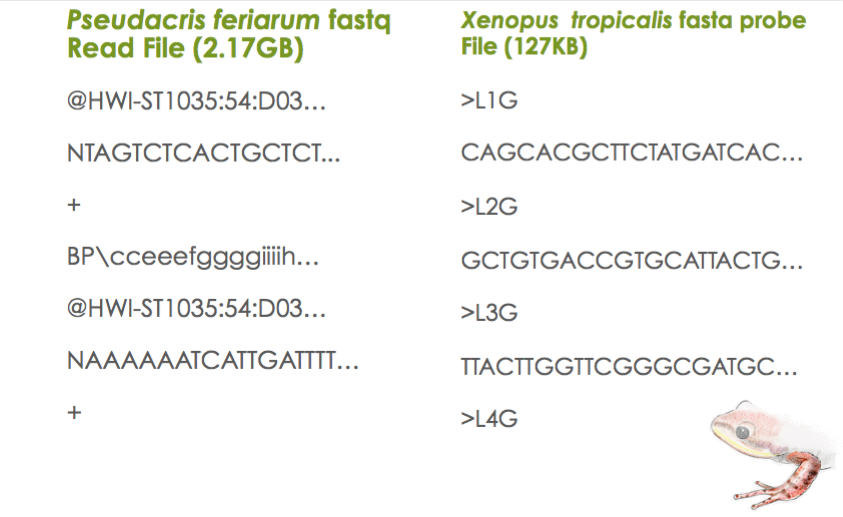 Pseudacris feriarum fastq
Read File (2.17GB)
@HWI-ST1035:54:D03...
NTAGTCTCACTGCTCT...
+
BP\cceeefggggiiiih...
@HWI-ST1035:54:D03...
NAAAAAATCATTGATTTT...
+
Xenopus tropicalis fasta probe
File (127KB)
>L1G
CAGCACGCTTCTATGATCAC...
>L2G
GCTGTGACCGTGCATTACTG...
>L3G
TTACTTGGTTCGGGCGATGC...
>L4G